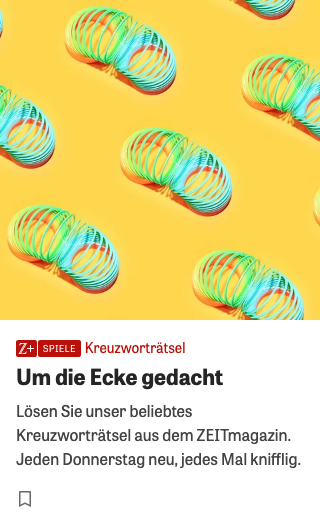 Z+ SPIELE Kreuzworträtsel
Um die Ecke gedacht
Lösen Sie unser beliebtes
Kreuzworträtsel aus dem ZEITmagazin.
Jeden Donnerstag neu, jedes Mal knifflig.